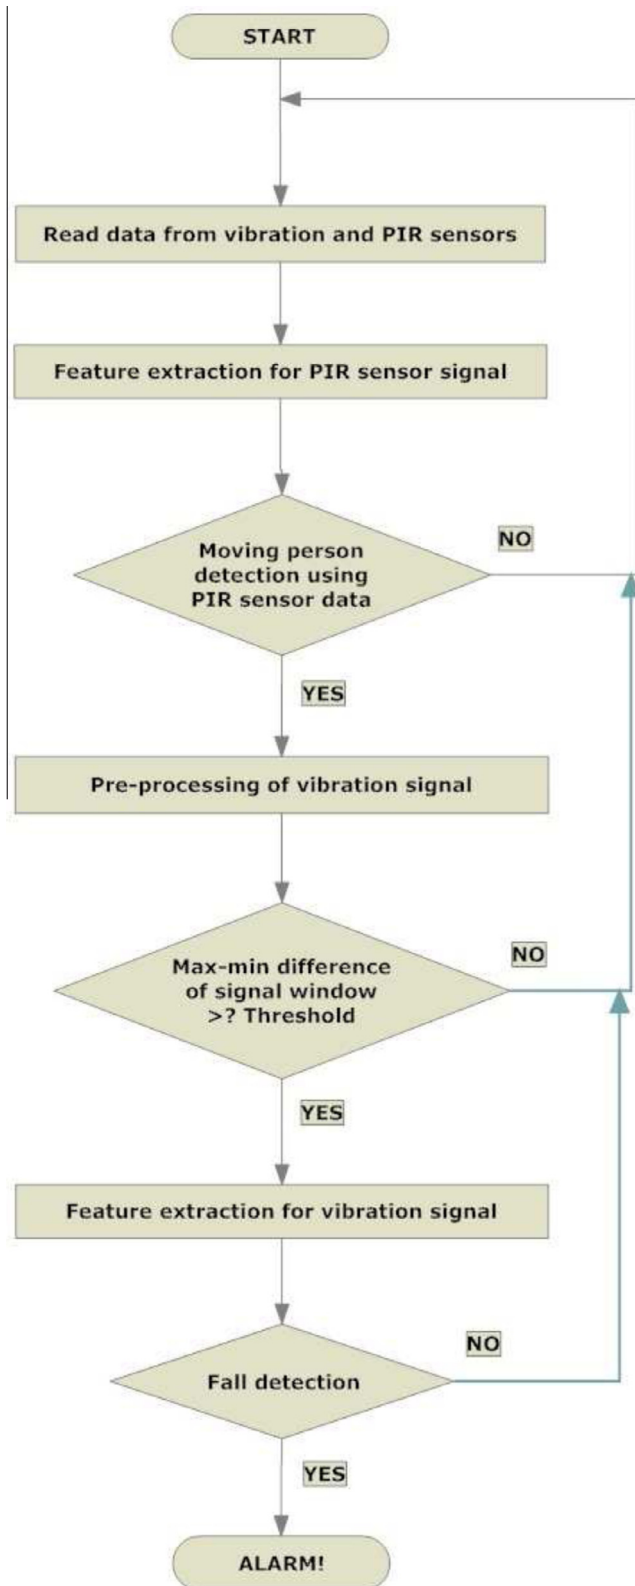 START
Read data from vibration and PIR sensors
Feature extraction for PIR sensor signal
Moving person
detection using
PIR sensor data
NO
YES
Pre-processing of vibration signal
Max-min difference
of signal window
>? Threshold
NO
YES
Feature extraction for vibration signal
Fall detection
NO
YES
ALARM!